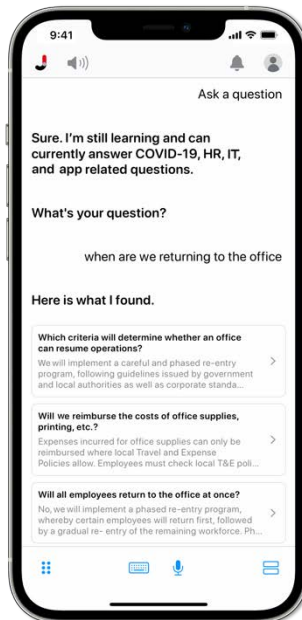 9:41
Ask a question
Sure. I'm still learning and can
currently answer COVID-19, HR, IT,
and app related questions.
What's your question?
when are we returning to the office
Here is what I found.
Which criteria will determine whether an office
can resume operations?
We will implement a careful and phased re-entry
program, following guidelines issued by government
and local authorities as well as corporate standa...
Will we reimburse the costs of office supplies,
printing, etc.?
Expenses incurred for office supplies can only be
reimbursed where local Travel and Expense
Policies allow. Employees must check local T&E poli...
Will all employees return to the office at once?
No, we will implement a phased re-entry program,
whereby certain employees will return first, followed
by a gradual re- entry of the remaining workforce. Ph...